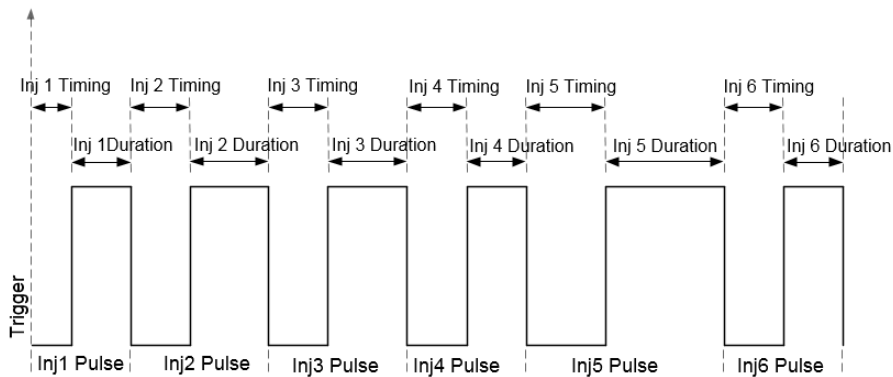 Inj 1 Timing
Inj 2 Timing
Inj 3 Timing
Inj 4 Timing
Inj 5 Timing
Inj 6 Timing
Inj 1Duration
Inj 2 Duration
Inj 3 Duration
Inj 4 Duration
Inj 5 Duration
Inj 6 Duration
Trigger
Inj1 Pulse
Inj2 Pulse
Inj3 Pulse
Inj4 Pulse
Inj5 Pulse
Inj6 Pulse